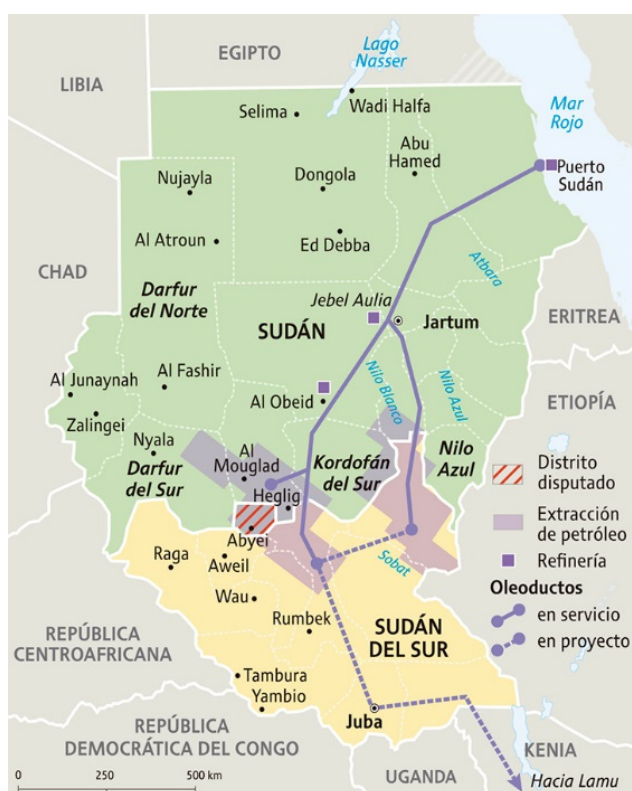 EGIPTO
Lago
Nasser
LIBIA
Selima
Wadi Halfa
Mar
Rojo
Abu
Hamed
Puerto
Sudán
Nujayla
Dongola
Al Atroun
Ed Debba
Atbara
CHAD
Darfur
del Norte
Jebel Aulia
SUDÁN
Jartum
ERITREA
Al Junaynah
Al Fashir
Al Obeid
Nilo Blanco
Nilo Azul
ETIOPÍA
Zalingei
Nyala
Darfur
del Sur
Al
Mouglad
Kordofán
del Sur
Nilo
Azul
Heglig
Distrito
disputado
Abyei
Extracción
de petróleo
Raga
Aweil
Sobat
Refinería
Wau
Oleoductos
en servicio
en proyecto
Rumbek
SUDÁN
DEL SUR
REPÚBLICA
CENTROAFRICANA
Tambura
Yambio
Juba
REPÚBLICA
DEMOCRÁTICA DEL CONGO
KENIA
UGANDA
Hacia Lamu
0 250 500 km